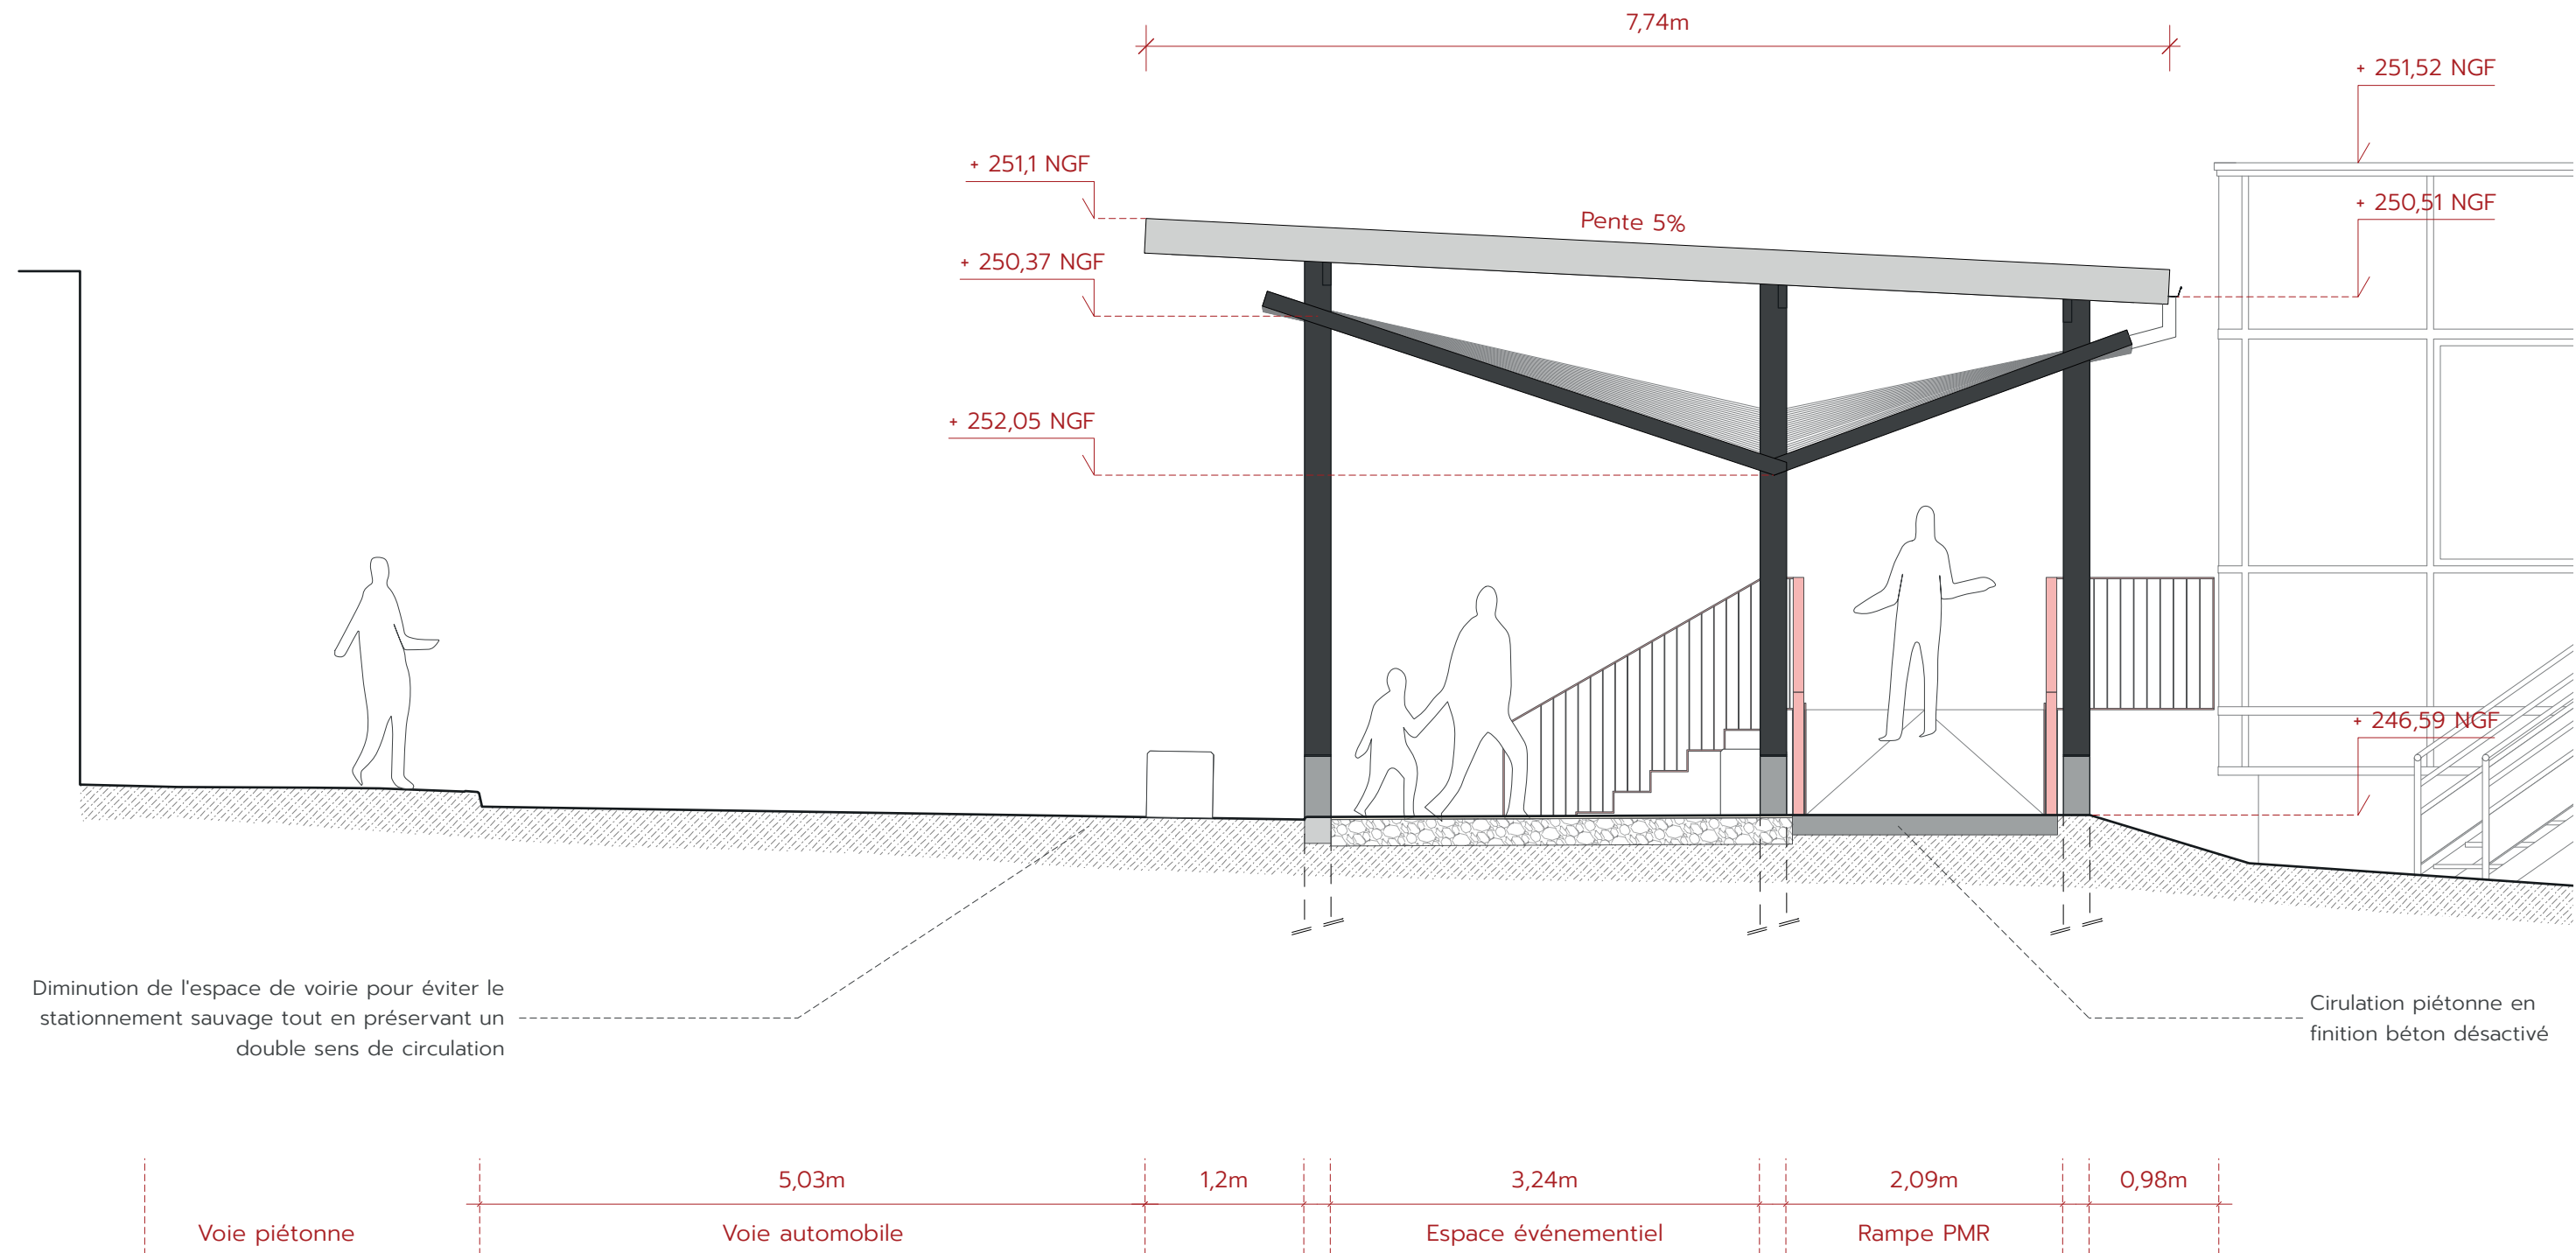 7,74m
+ 251,52 NGF
+ 251,1 NGF
+ 250,51 NGF
Pente 5%
+ 250,37 NGF
+ 252,05 NGF
+ 246,59 NGF
Diminution de l'espace de voirie pour éviter le
stationnement sauvage tout en préservant un
double sens de circulation
Cirulation piétonne en
finition béton désactivé
5,03m
1,2m
3,24m
2,09m
0,98m
Voie piétonne
Voie automobile
Espace événementiel
Rampe PMR